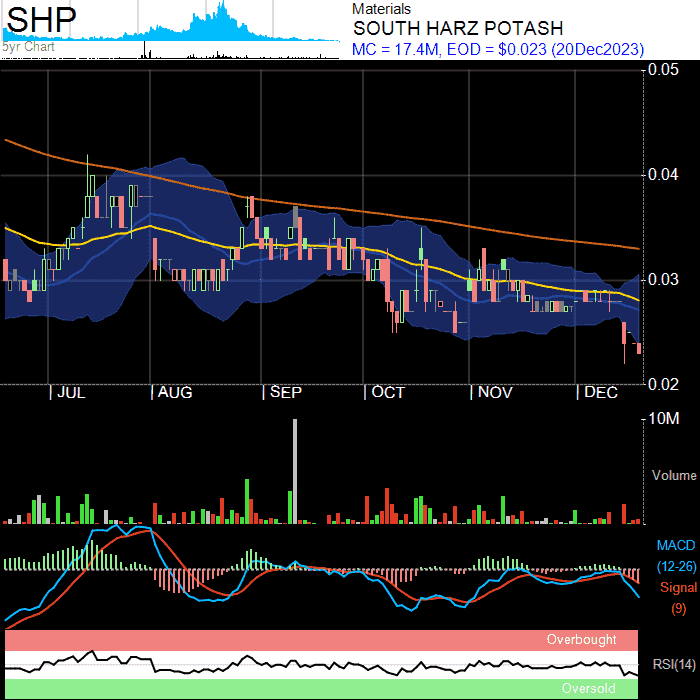 SHP
5yr Chart
Materials
SOUTH HARZ POTASH
MC = 17.4M, EOD = $0.023 (20Dec2023)
0.05
0.04
0.03
0.02
JUL AUG SEP OCT NOV DEC
10M
Volume
MACD
(12-26)
Signal
(9)
Overbought
RSI(14)
Oversold